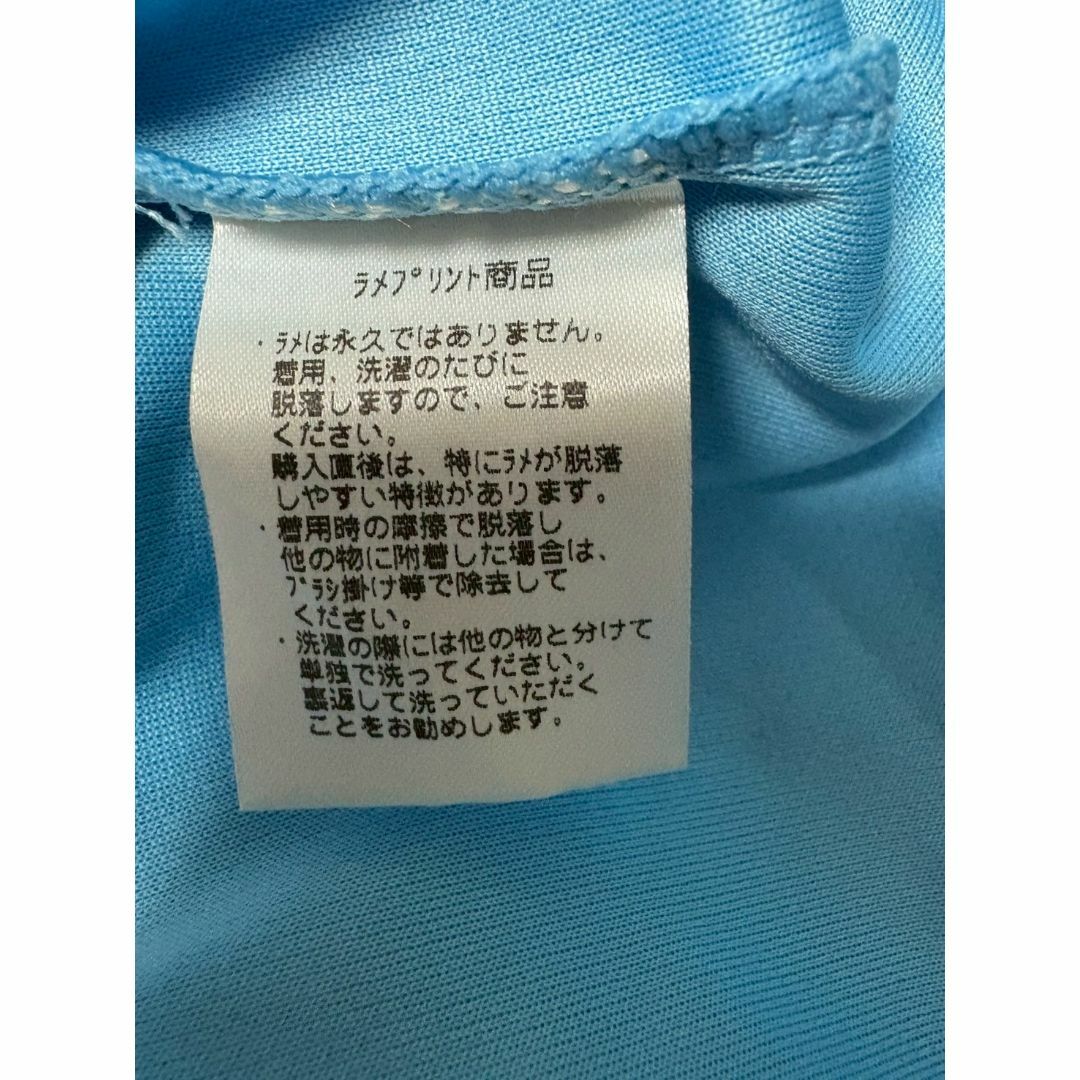 ﾗﾒﾌﾟﾘﾝﾄ商品
・ﾗﾒは永久ではありません。
着用、洗濯のたびに
脱落しますので、ご注意
ください。
購入直後は、特にﾗﾒが脱落
しやすい特徴があります。
・着用時の摩擦で脱落し
他の物に附着した場合は、
ﾌﾞﾗｼ掛け等で除去して
ください。
・洗濯の際には他の物と分けて
単独で洗ってください。
裏返して洗っていただく
ことをお勧めします。